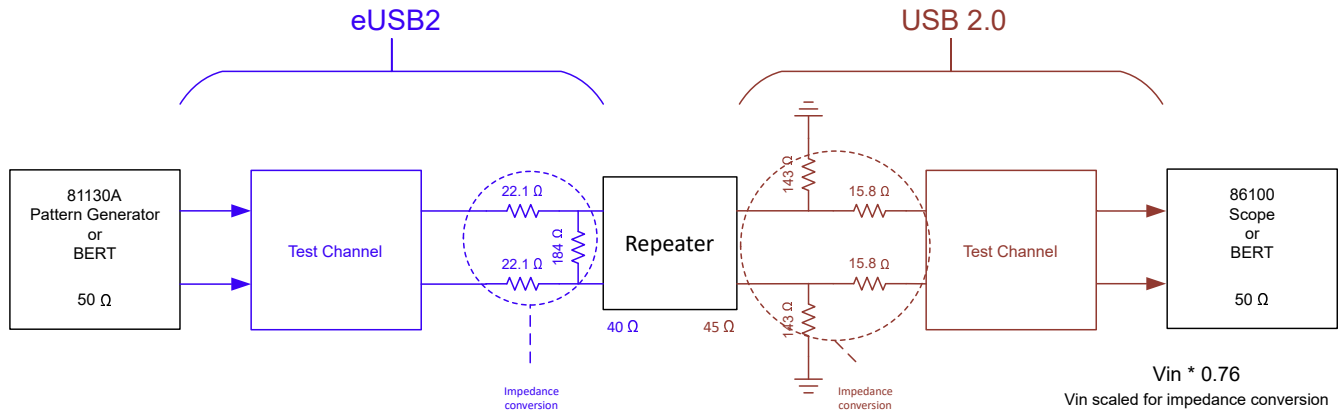 eUSB2
USB 2.0
81130A
Pattern Generator
or
BERT
50 Ω
Test Channel
22.1 Ω
184 Ω
22.1 Ω
Impedance
conversion
Repeater
40 Ω
45 Ω
143 Ω
15.8 Ω
15.8 Ω
143 Ω
Impedance
conversion
Test Channel
86100
Scope
or
BERT
50 Ω
Vin * 0.76
Vin scaled for impedance conversion